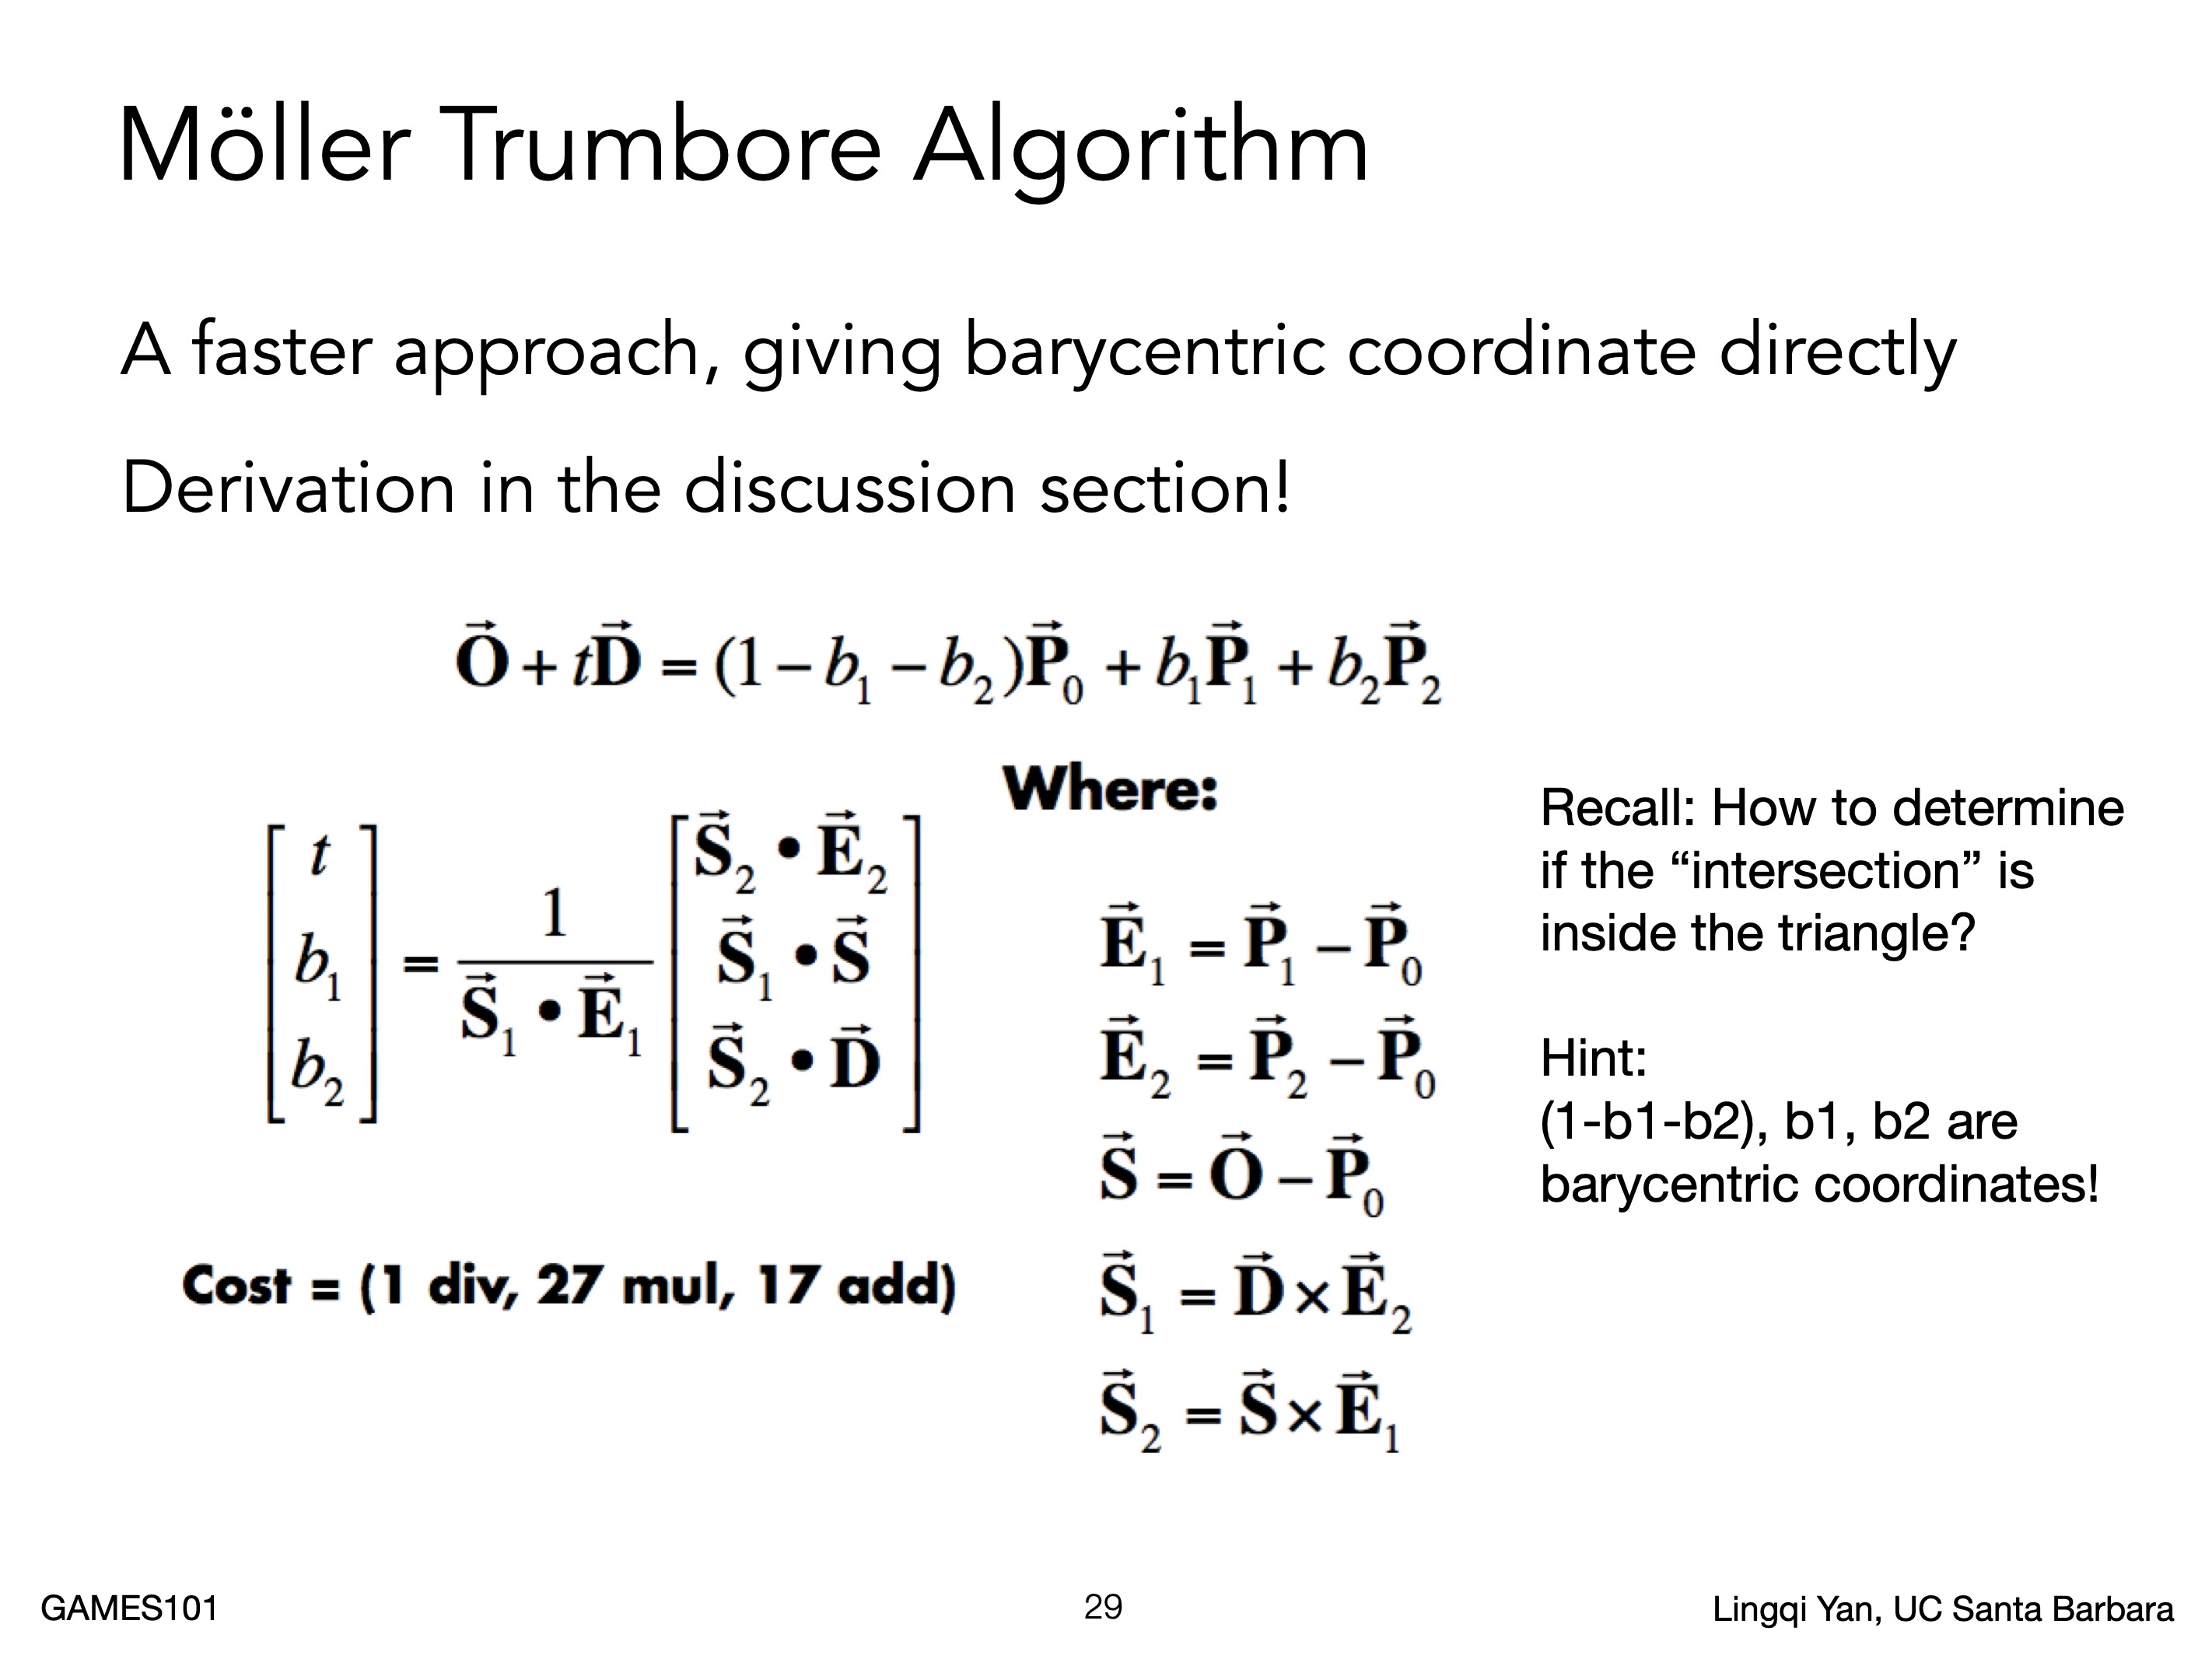 Möller Trumbore Algorithm
A faster approach, giving barycentric coordinate directly
Derivation in the discussion section!
$\vec{\mathbf{O}} + t\vec{\mathbf{D}} = (1 - b_1 - b_2)\vec{\mathbf{P}}_0 + b_1\vec{\mathbf{P}}_1 + b_2\vec{\mathbf{P}}_2$
$\begin{bmatrix} t \\ b_1 \\ b_2 \end{bmatrix} = \frac{1}{\vec{\mathbf{S}}_1 \bullet \vec{\mathbf{E}}_1} \begin{bmatrix} \vec{\mathbf{S}}_2 \bullet \vec{\mathbf{E}}_2 \\ \vec{\mathbf{S}}_1 \bullet \vec{\mathbf{S}} \\ \vec{\mathbf{S}}_2 \bullet \vec{\mathbf{D}} \end{bmatrix}$
Cost = (1 div, 27 mul, 17 add)
Where:
$\vec{\mathbf{E}}_1 = \vec{\mathbf{P}}_1 - \vec{\mathbf{P}}_0$
$\vec{\mathbf{E}}_2 = \vec{\mathbf{P}}_2 - \vec{\mathbf{P}}_0$
$\vec{\mathbf{S}} = \vec{\mathbf{O}} - \vec{\mathbf{P}}_0$
$\vec{\mathbf{S}}_1 = \vec{\mathbf{D}} \times \vec{\mathbf{E}}_2$
$\vec{\mathbf{S}}_2 = \vec{\mathbf{S}} \times \vec{\mathbf{E}}_1$
Recall: How to determine
if the “intersection” is
inside the triangle?
Hint:
(1-b1-b2), b1, b2 are
barycentric coordinates!
GAMES101
29
Lingqi Yan, UC Santa Barbara